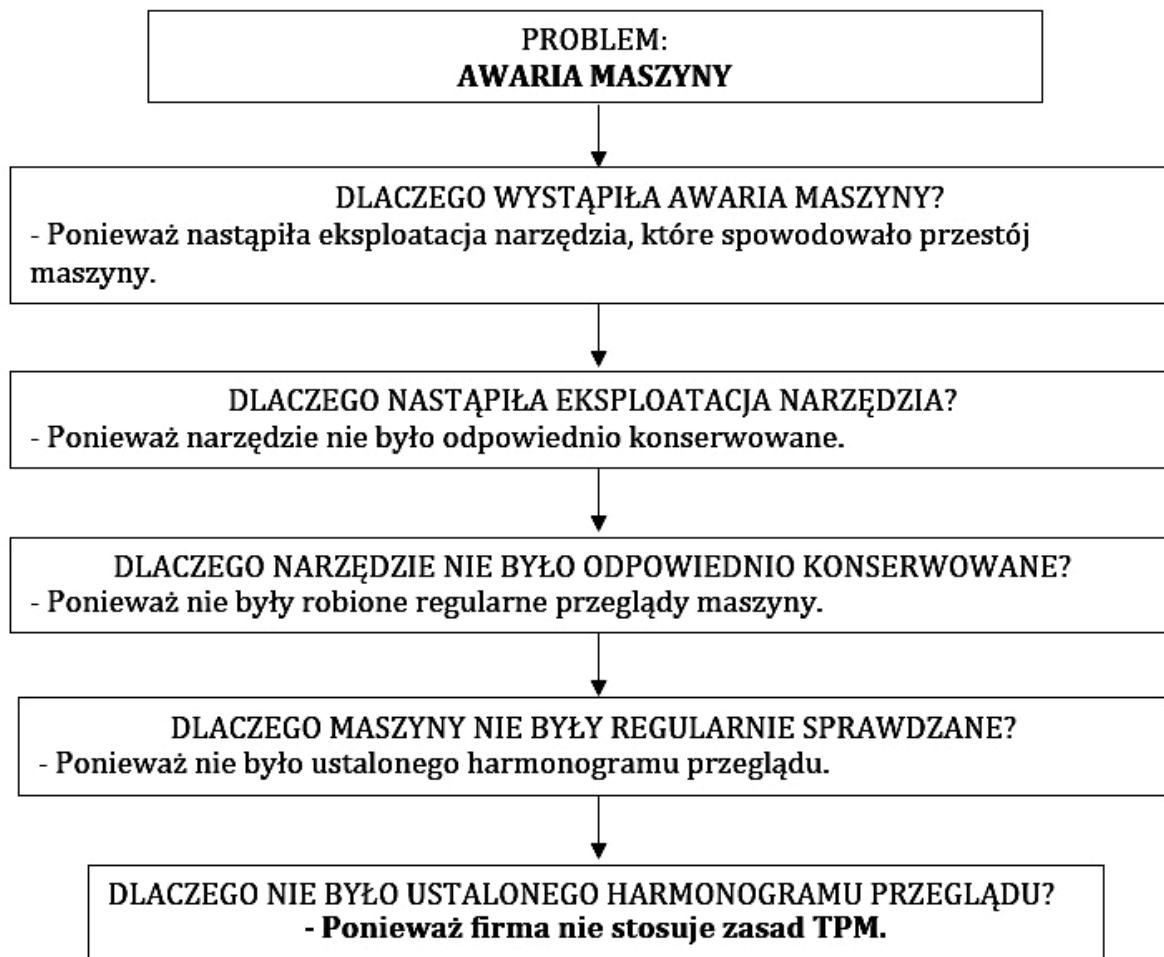 PROBLEM:
AWARIA MASZYNY
DLACZEGO WYSTĄPIŁA AWARIA MASZYNY?
- Ponieważ nastąpiła eksploatacja narzędzia, które spowodowało przestój
maszyny.
DLACZEGO NASTĄPIŁA EKSPLOATACJA NARZĘDZIA?
- Ponieważ narzędzie nie było odpowiednio konserwowane.
DLACZEGO NARZĘDZIE NIE BYŁO ODPOWIEDNIO KONSERWOWANE?
- Ponieważ nie były robione regularne przeglądy maszyny.
DLACZEGO MASZYNY NIE BYŁY REGULARNIE SPRAWDZANE?
- Ponieważ nie było ustalonego harmonogramu przeglądu.
DLACZEGO NIE BYŁO USTALONEGO HARMONOGRAMU PRZEGLĄDU?
- Ponieważ firma nie stosuje zasad TPM.